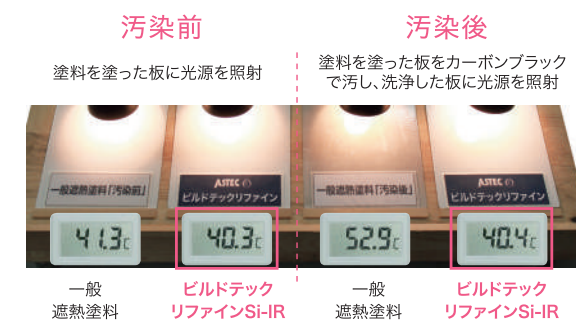 汚染前
塗料を塗った板に光源を照射
汚染後
塗料を塗った板をカーボンブラック
で汚し、洗浄した板に光源を照射
一般遮熱塗料「汚染前」
ASTEC
ビルドテックリファイン
一般遮熱塗料「汚染後」
ASTEC
ビルドテックリファイン
41.3℃
40.3℃
52.9℃
40.4℃
一般
遮熱塗料
ビルドテック
リファインSi-IR
一般
遮熱塗料
ビルドテック
リファインSi-IR